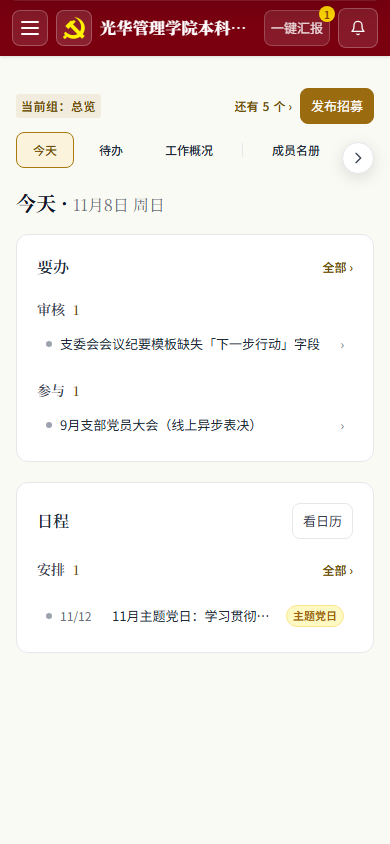 光华管理学院本科…
一键汇报
1
当前组：总览
还有 5 个 ›
发布招募
今天
待办
工作概况
成员名册
今天 · 11月8日 周日
要办
全部 ›
审核 1
支委会会议纪要模板缺失「下一步行动」字段 ›
参与 1
9月支部党员大会（线上异步表决） ›
日程
看日历
安排 1
全部 ›
11/12 11月主题党日：学习贯彻… 主题党日